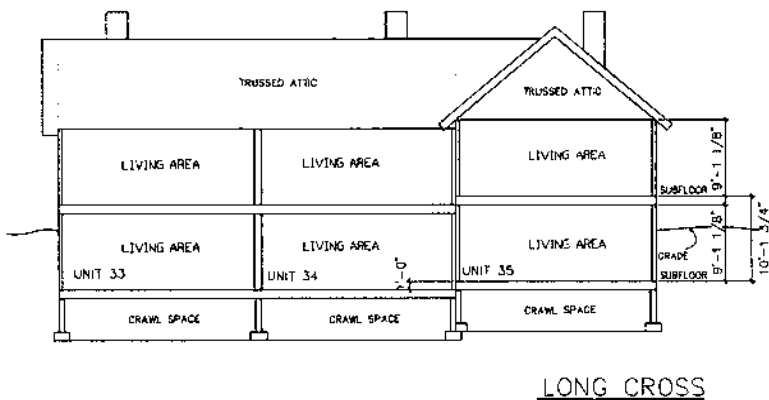 TRUSSED ATTIC
TRUSSED ATTIC
LIVING AREA
LIVING AREA
LIVING AREA
9'-1 1/8"
SUBFLOOR
LIVING AREA
LIVING AREA
LIVING AREA
UNIT 33
UNIT 34
1'-0"
UNIT 35
GRADE
SUBFLOOR
9'-1 1/8"
10'-1 3/4"
CRAWL SPACE
CRAWL SPACE
CRAWL SPACE
LONG CROSS